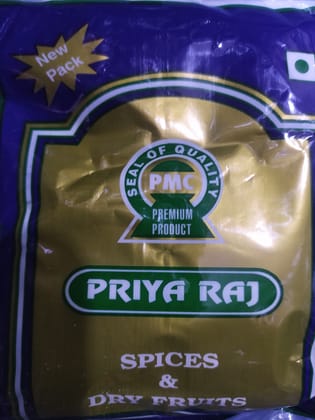 New
Pack
SEAL OF QUALITY
PMC
PREMIUM
PRODUCT
PRIYA RAJ
SPICES
&
DRY FRUITS